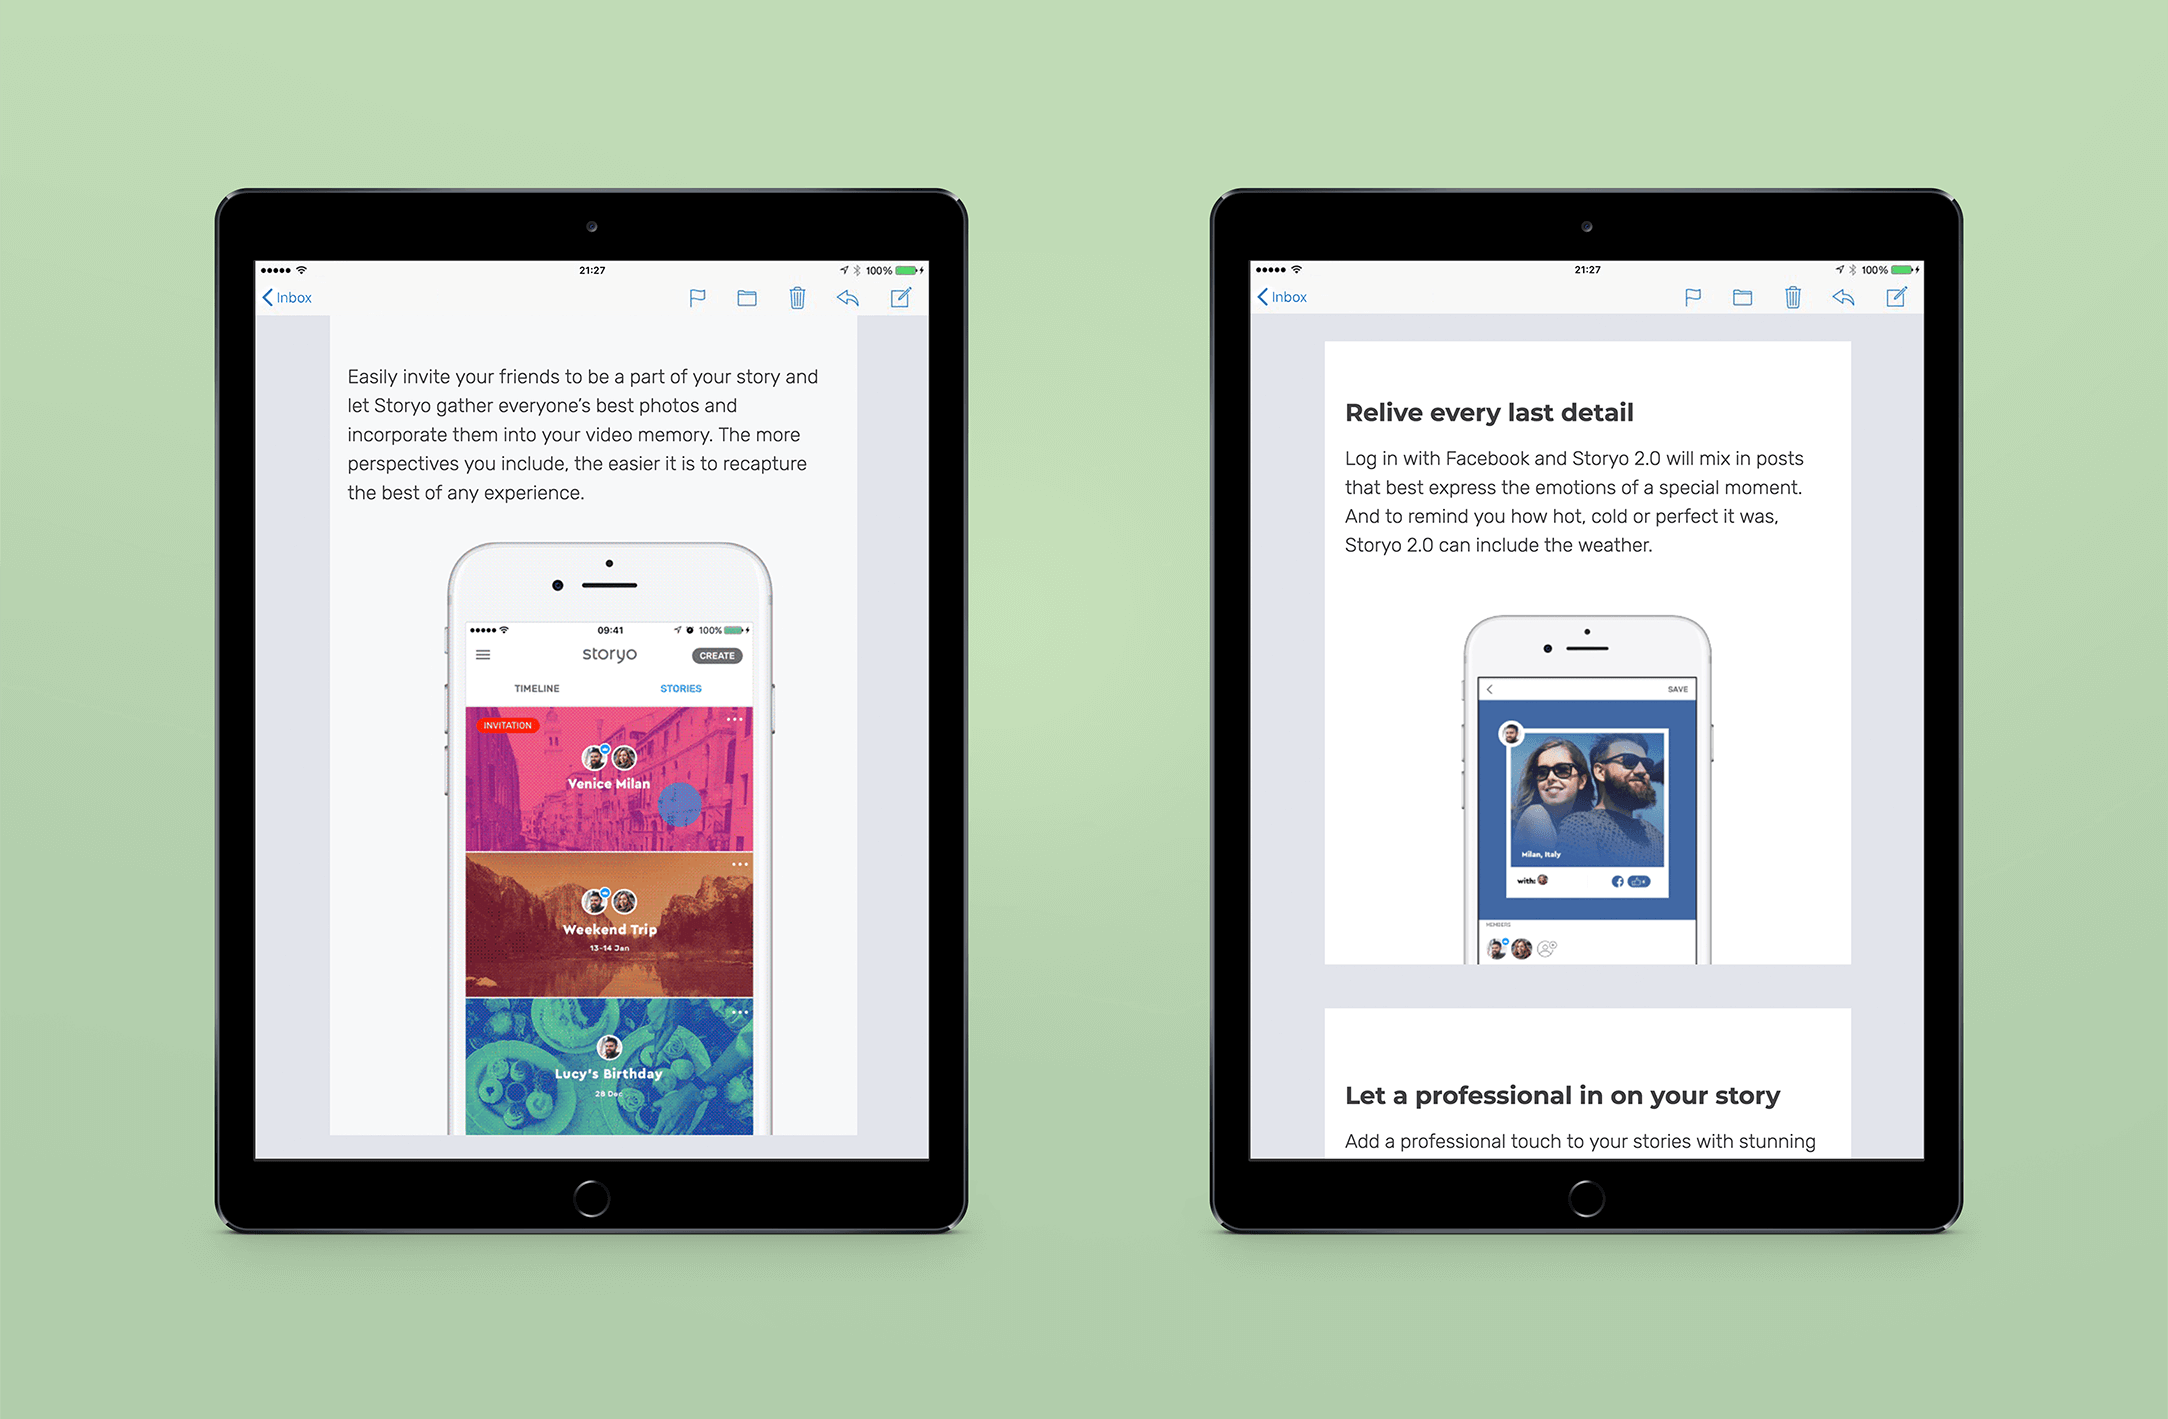 21:27
100%
Inbox
Easily invite your friends to be a part of your story and
let Storyo gather everyone's best photos and
incorporate them into your video memory. The more
perspectives you include, the easier it is to recapture
the best of any experience.
09:41
100%
storyo
CREATE
TIMELINE
STORIES
INVITATION
Venice Milan
Weekend Trip
13-14 Jan
Lucy's Birthday
28 Dec
21:27
100%
Inbox
Relive every last detail
Log in with Facebook and Storyo 2.0 will mix in posts
that best express the emotions of a special moment.
And to remind you how hot, cold or perfect it was,
Storyo 2.0 can include the weather.
SAVE
Milan, Italy
with:
MEMBERS
Let a professional in on your story
Add a professional touch to your stories with stunning